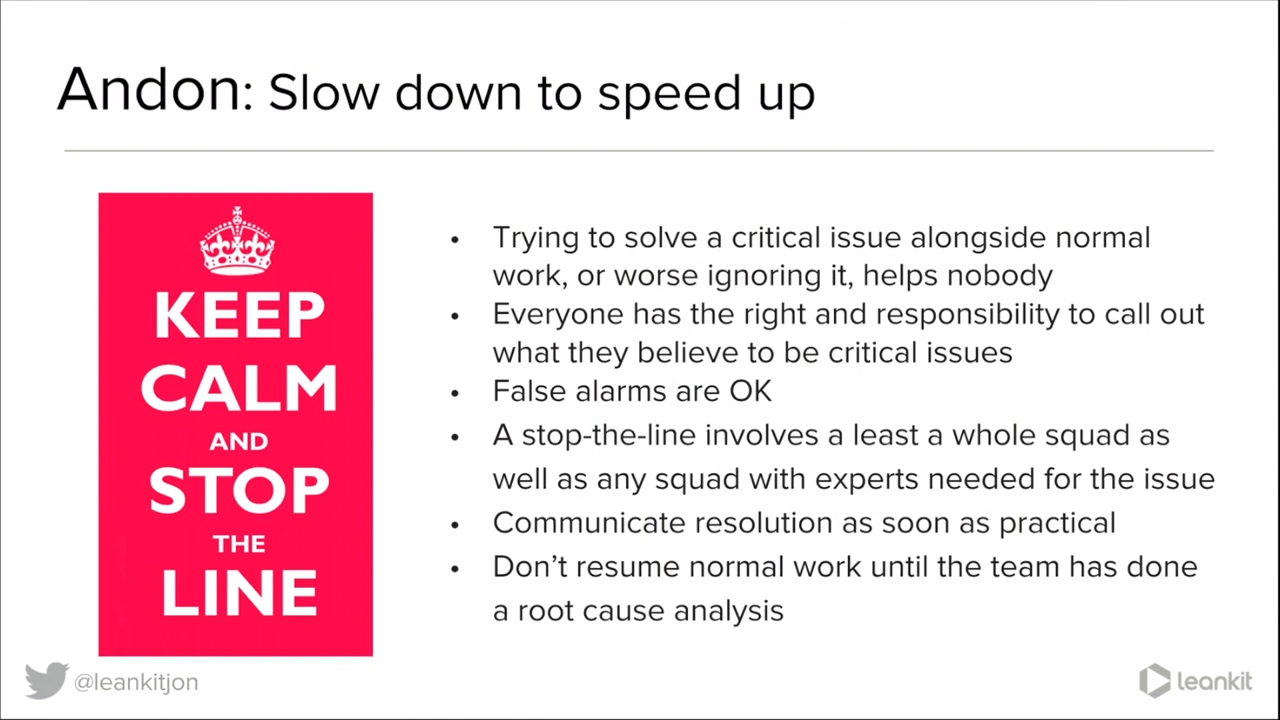 Andon: Slow down to speed up
KEEP
CALM
AND
STOP
THE
LINE
• Trying to solve a critical issue alongside normal
work, or worse ignoring it, helps nobody
• Everyone has the right and responsibility to call out
what they believe to be critical issues
• False alarms are OK
• A stop-the-line involves a least a whole squad as
well as any squad with experts needed for the issue
• Communicate resolution as soon as practical
• Don’t resume normal work until the team has done
a root cause analysis
@leankitjon
leankit